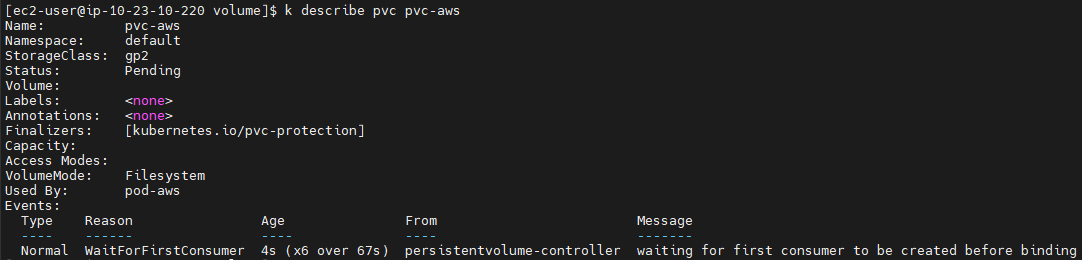 [ec2-user@ip-10-23-10-220 volume]$ k describe pvc pvc-aws
Name:          pvc-aws
Namespace:     default
StorageClass:  gp2
Status:        Pending
Volume:
Labels:        <none>
Annotations:   <none>
Finalizers:    [kubernetes.io/pvc-protection]
Capacity:
Access Modes:
VolumeMode:    Filesystem
Used By:       pod-aws
Events:
  Type    Reason                Age               From                         Message
  ----    ------                ----              ----                         -------
  Normal  WaitForFirstConsumer  4s (x6 over 67s)  persistentvolume-controller  waiting for first consumer to be created before binding